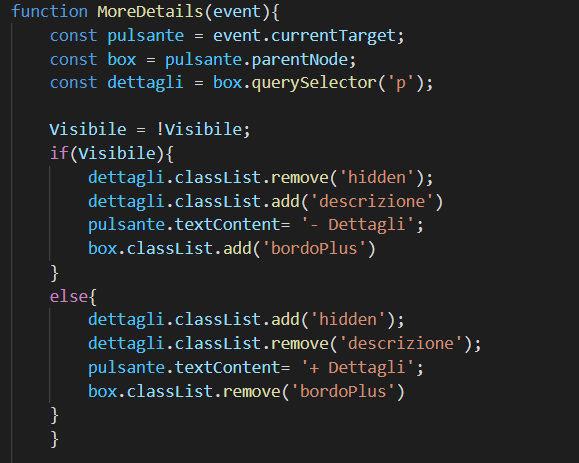 function MoreDetails(event){
    const pulsante = event.currentTarget;
    const box = pulsante.parentNode;
    const dettagli = box.querySelector('p');

    Visibile = !Visibile;
    if(Visibile){
        dettagli.classList.remove('hidden');
        dettagli.classList.add('descrizione')
        pulsante.textContent= '- Dettagli';
        box.classList.add('bordoPlus')
    }
    else{
        dettagli.classList.add('hidden');
        dettagli.classList.remove('descrizione');
        pulsante.textContent= '+ Dettagli';
        box.classList.remove('bordoPlus')
    }
    }